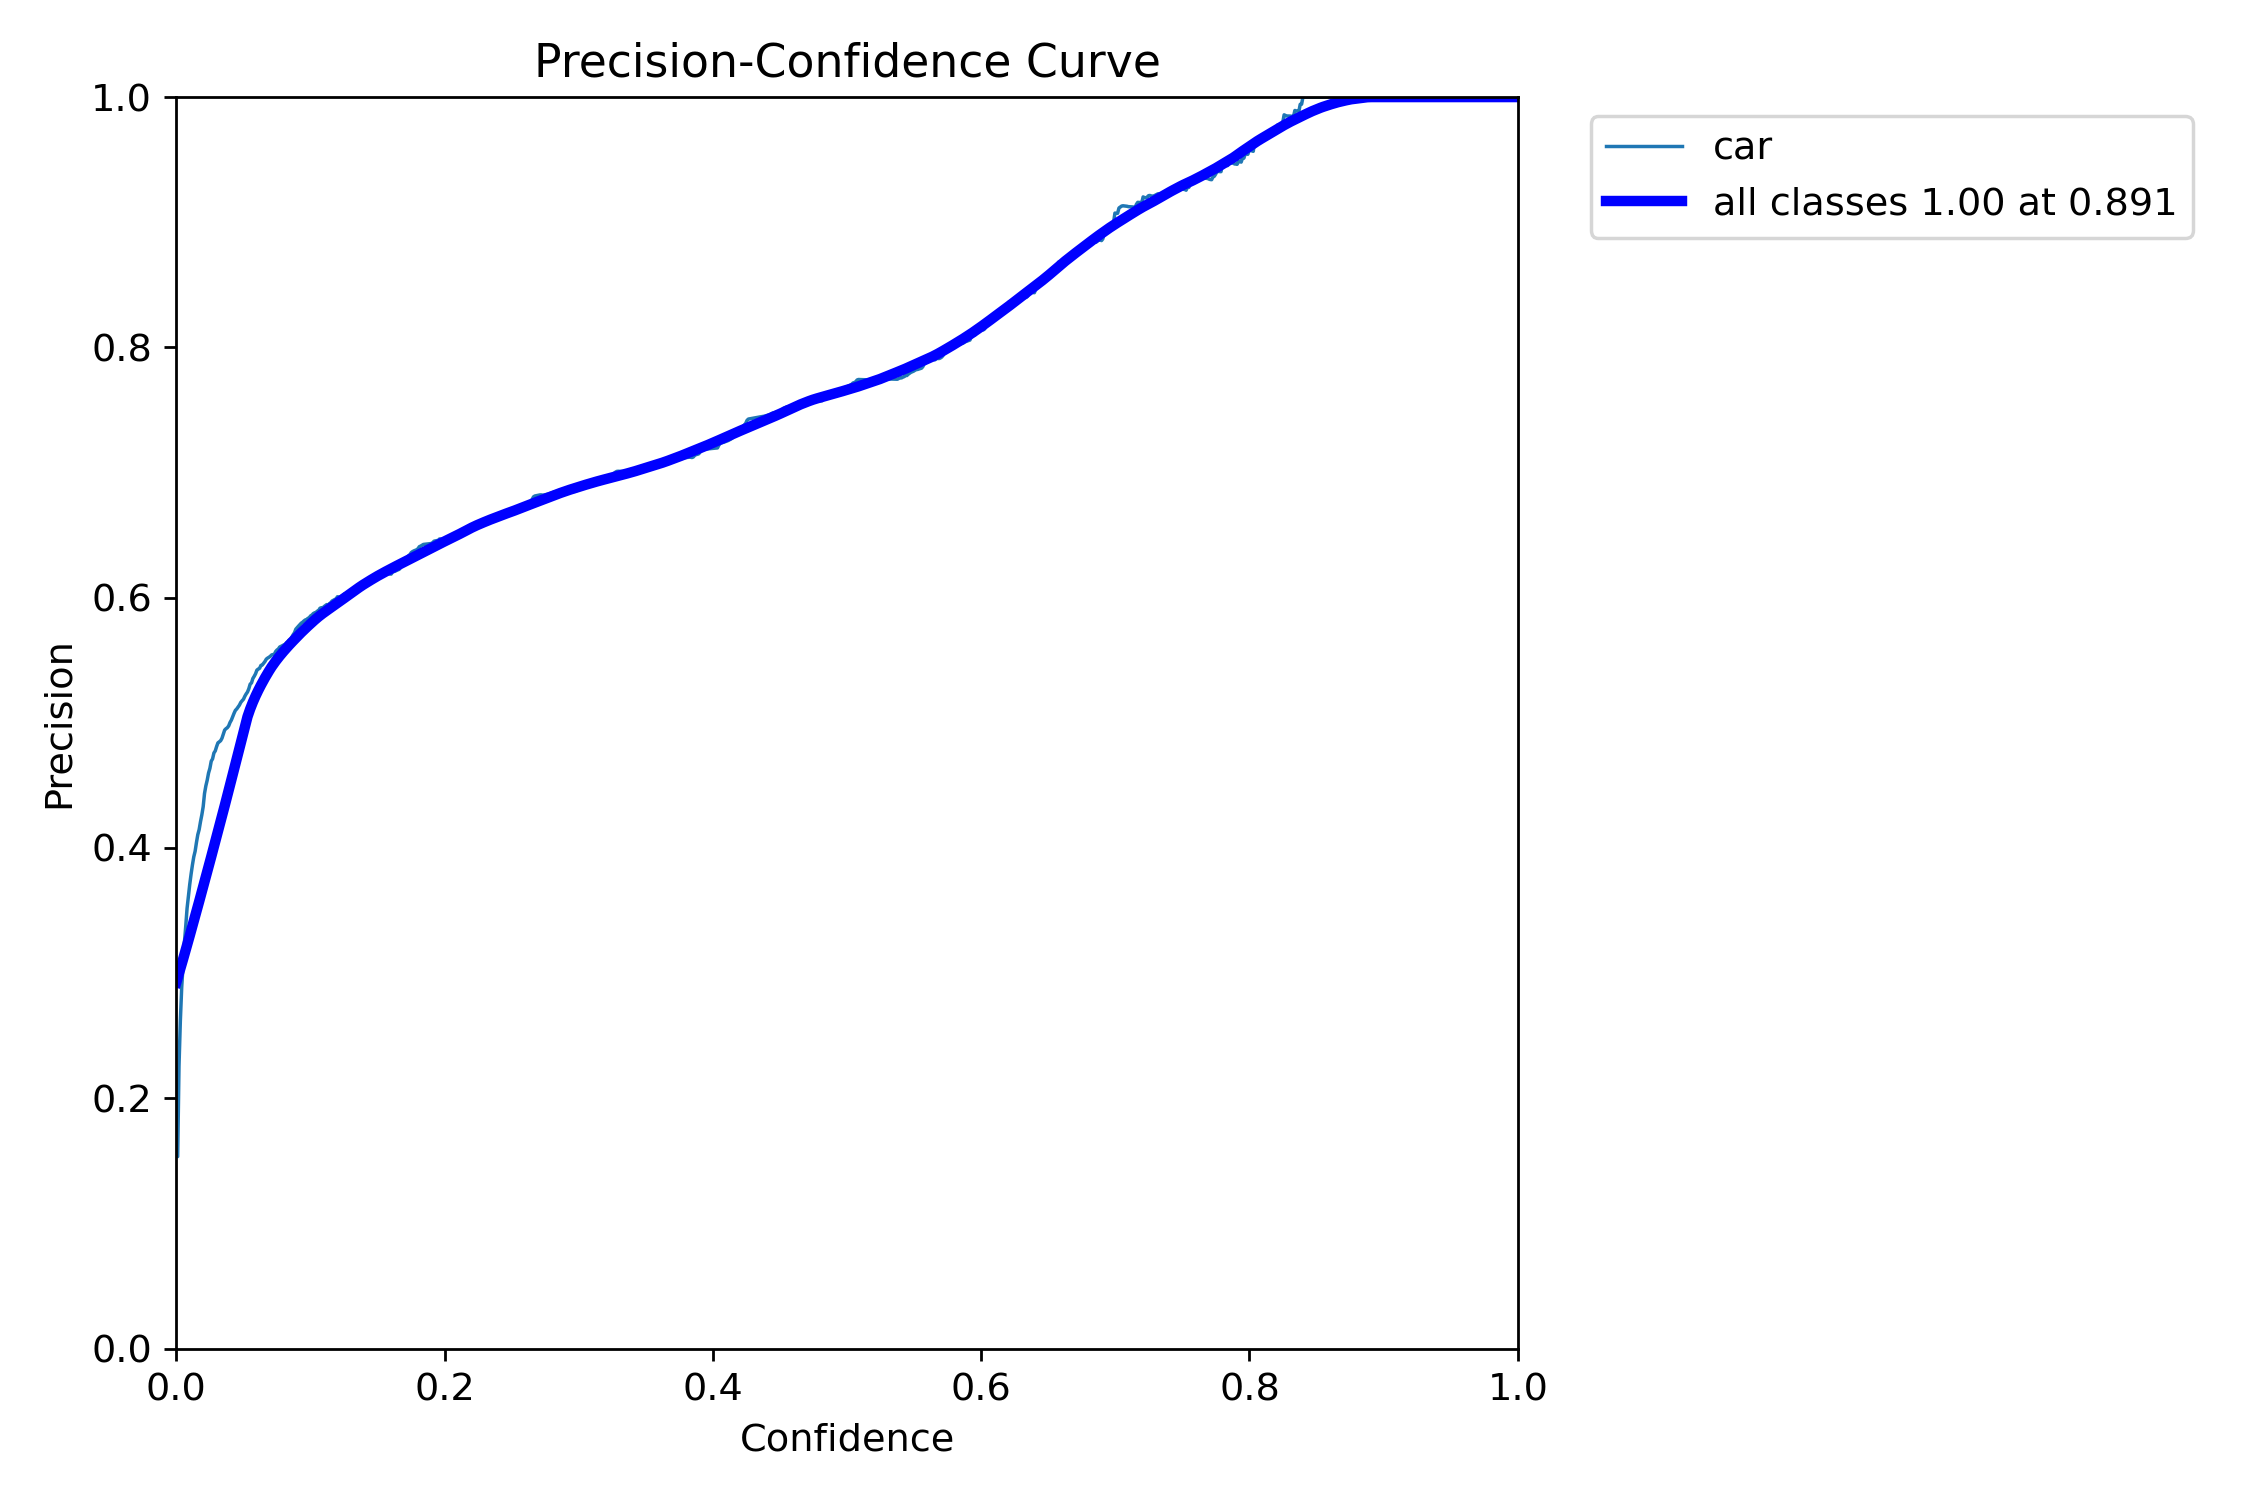 Precision-Confidence Curve
1.0
0.8
0.6
0.4
0.2
0.0
Precision
0.0 0.2 0.4 0.6 0.8 1.0
Confidence
car
all classes 1.00 at 0.891